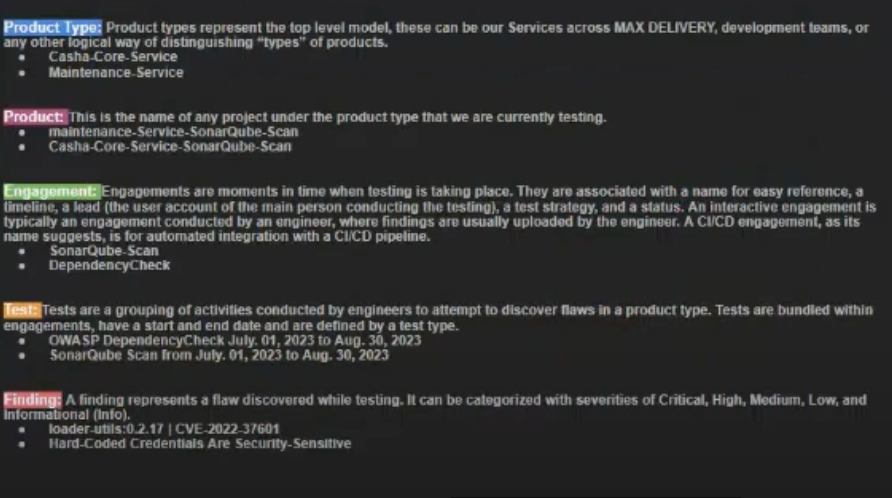 Product Type: Product types represent the top level model, these can be our Services across MAX DELIVERY, development teams, or
any other logical way of distinguishing “types” of products.
• Casha-Core-Service
• Maintenance-Service
Product: This is the name of any project under the product type that we are currently testing.
• maintenance-Service-SonarQube-Scan
• Casha-Core-Service-SonarQube-Scan
Engagement: Engagements are moments in time when testing is taking place. They are associated with a name for easy reference, a
timeline, a lead (the user account of the main person conducting the testing), a test strategy, and a status. An interactive engagement is
typically an engagement conducted by an engineer, where findings are usually uploaded by the engineer. A CI/CD engagement, as its
name suggests, is for automated integration with a CI/CD pipeline.
• SonarQube-Scan
• DependencyCheck
Test: Tests are a grouping of activities conducted by engineers to attempt to discover flaws in a product type. Tests are bundled within
engagements, have a start and end date and are defined by a test type.
• OWASP DependencyCheck July. 01, 2023 to Aug. 30, 2023
• SonarQube Scan from July. 01, 2023 to Aug. 30, 2023
Finding: A finding represents a flaw discovered while testing. It can be categorized with severities of Critical, High, Medium, Low, and
Informational (Info).
• loader-utils:0.2.17 | CVE-2022-37601
• Hard-Coded Credentials Are Security-Sensitive